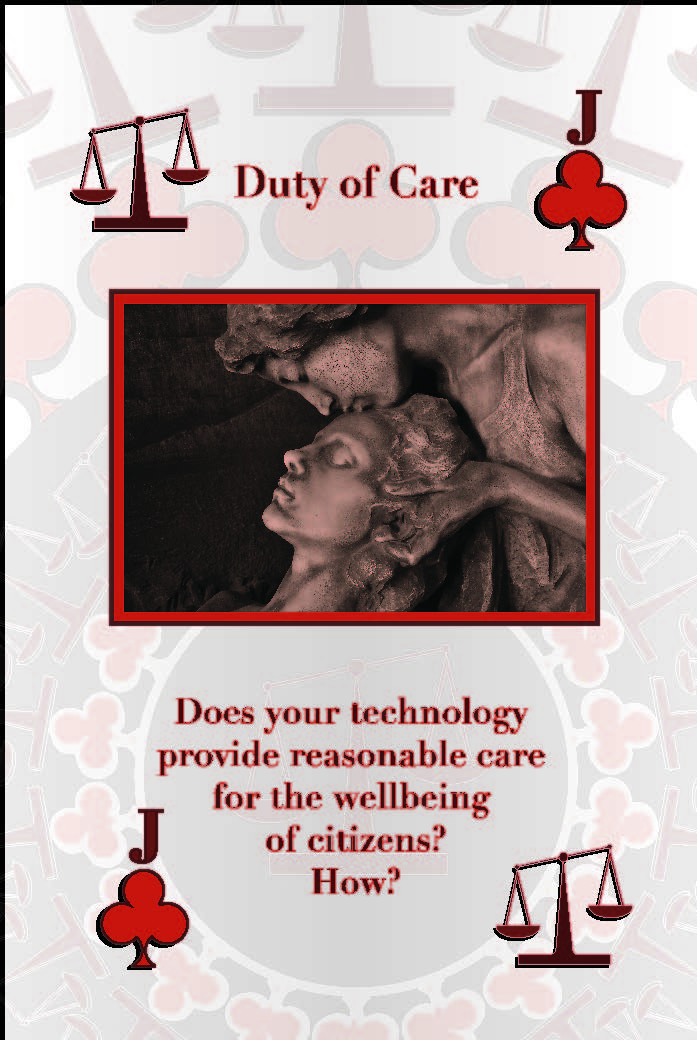 J
Duty of Care
Does your technology
provide reasonable care
for the wellbeing
of citizens?
How?
J